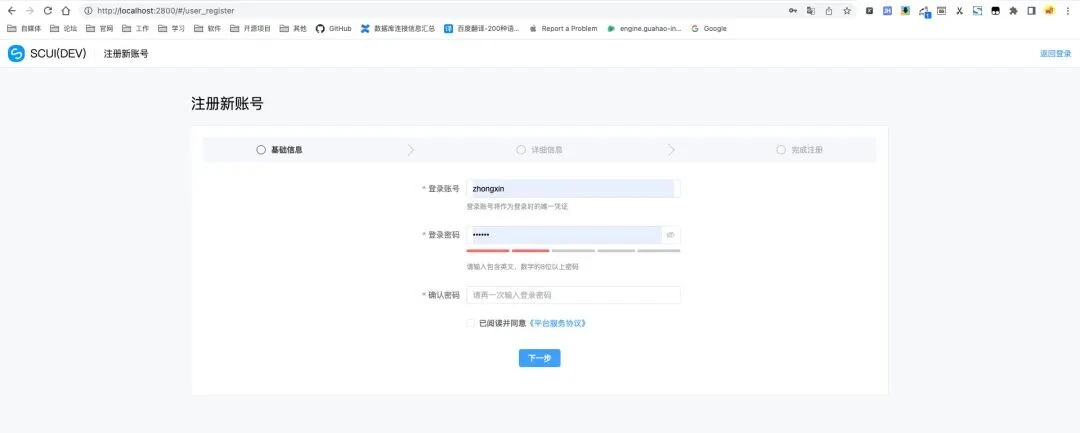 http://localhost:2800/#/user_register
自媒体 论坛 官网 工作 学习 软件 开源项目 其他 GitHub 数据库连接信息汇总 百度翻译-200种语... Report a Problem engine.guahao-in... Google
SCUI(DEV) 注册新账号 返回登录
注册新账号
基础信息 详细信息 完成注册
* 登录账号 zhongxin
登录账号将作为登录时的唯一凭证
* 登录密码 ••••••
请输入包含英文、数字的8位以上密码
* 确认密码 请再一次输入登录密码
已阅读并同意《平台服务协议》
下一步